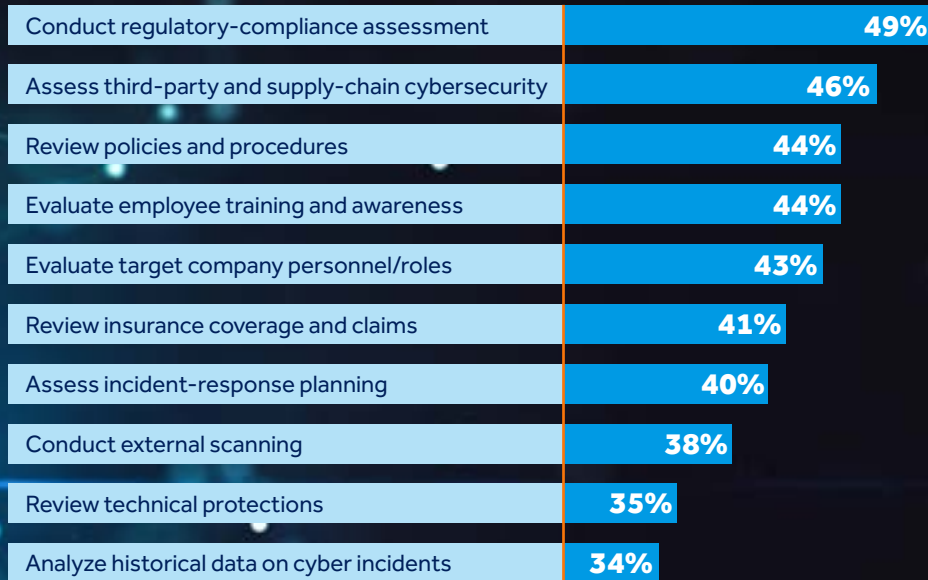 Conduct regulatory-compliance assessment 49%
Assess third-party and supply-chain cybersecurity 46%
Review policies and procedures 44%
Evaluate employee training and awareness 44%
Evaluate target company personnel/roles 43%
Review insurance coverage and claims 41%
Assess incident-response planning 40%
Conduct external scanning 38%
Review technical protections 35%
Analyze historical data on cyber incidents 34%